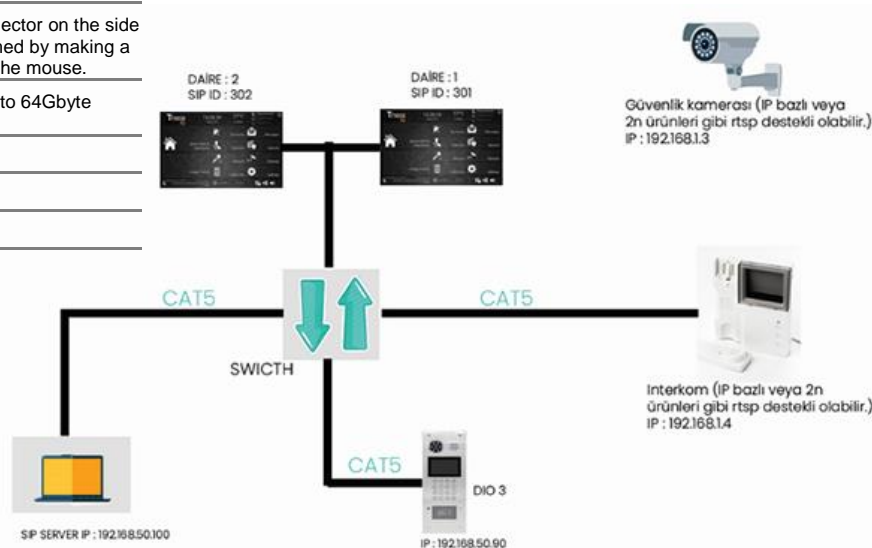 ector on the side
ned by making a
he mouse.
to 64Gbyte
DAİRE : 2
SIP ID : 302
DAİRE : 1
SIP ID : 301
Güvenlik kamerası (IP bazlı veya
2n ürünleri gibi rtsp destekli olabilir.)
IP : 192.168.1.3
CAT5
CAT5
SWICTH
Interkom (IP bazlı veya 2n
ürünleri gibi rtsp destekli olabilir.)
IP : 192.168.1.4
CAT5
DIO 3
SIP SERVER IP : 192.168.50.100
IP : 192.168.50.90